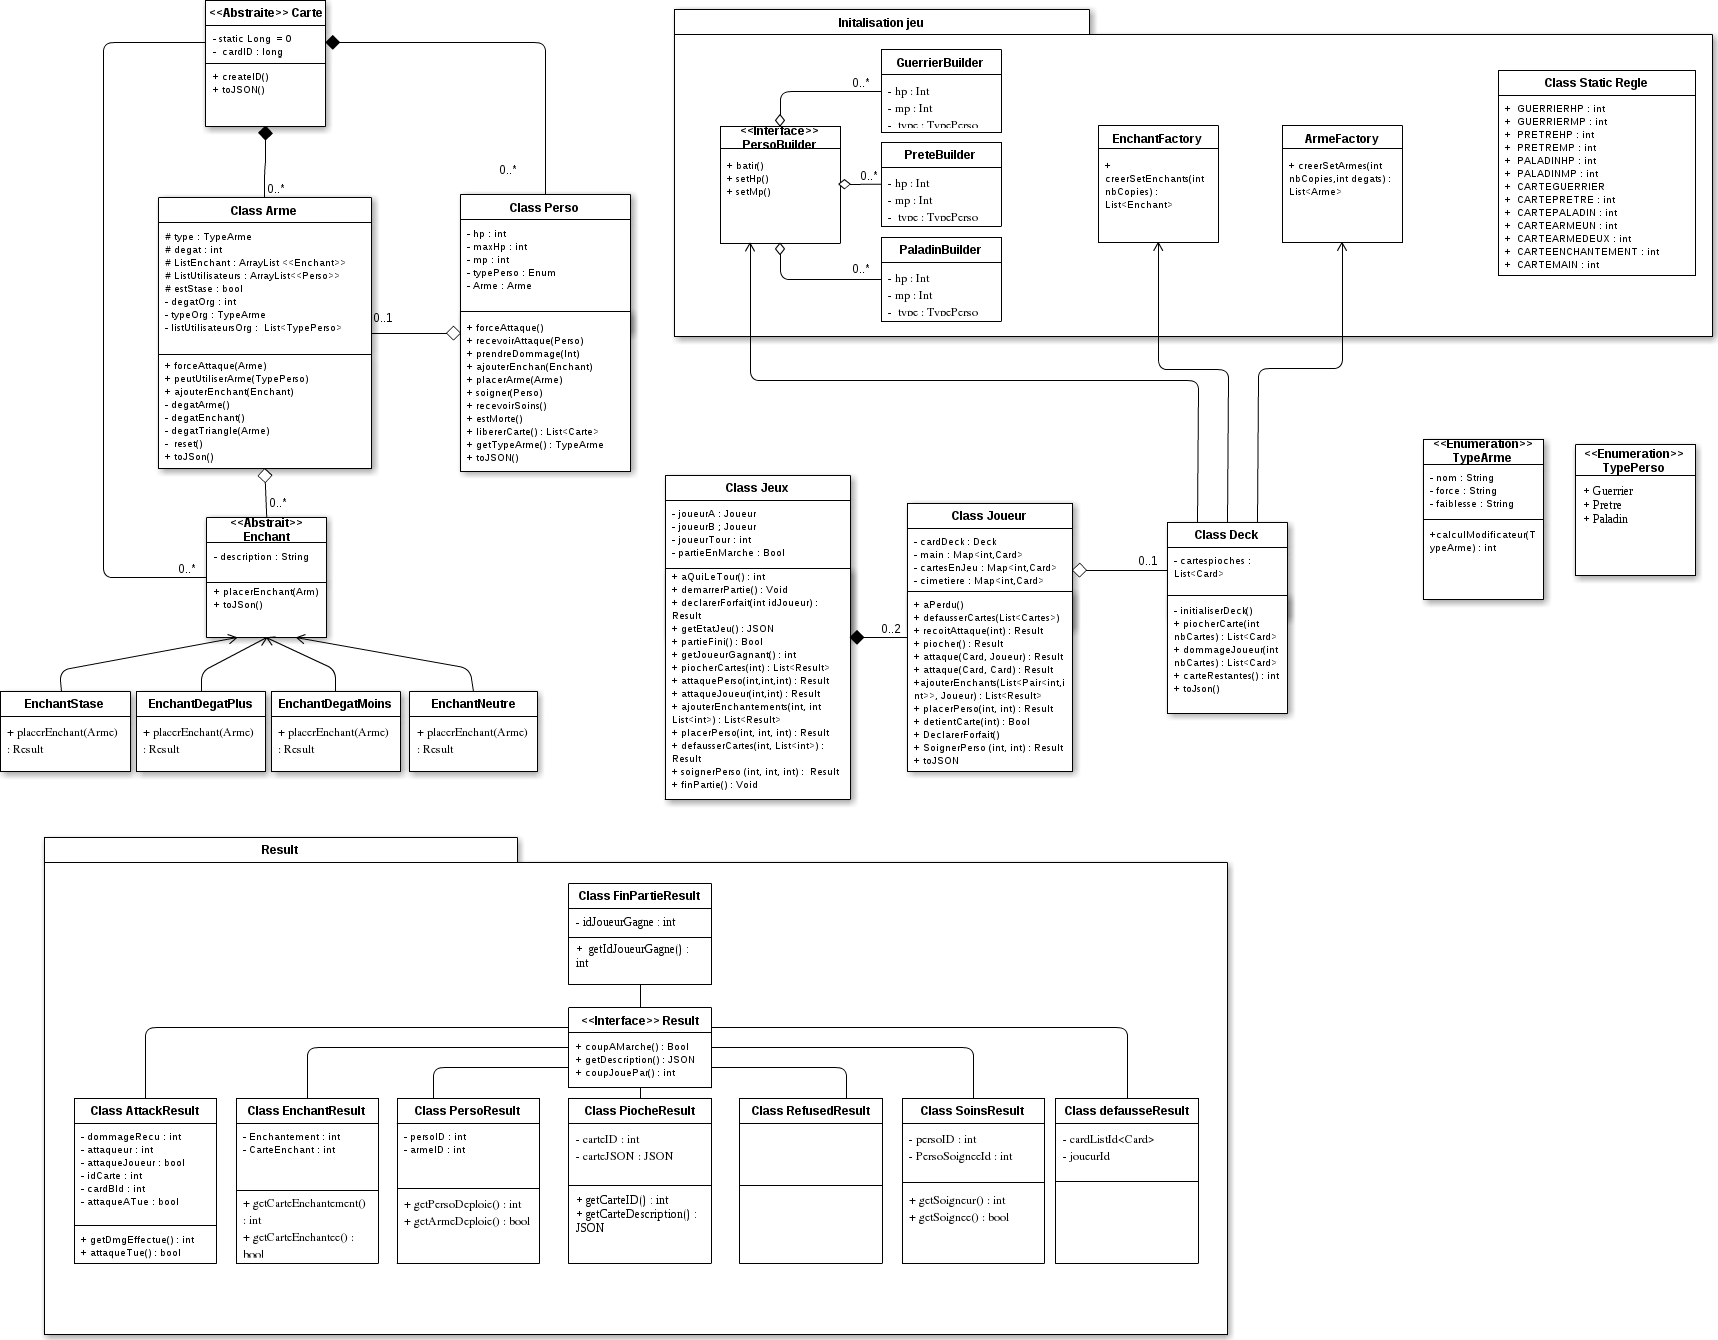 <<Abstraite>> Carte
- static Long  = 0
-  cardID : long
+ createID()
+ toJSON()
0..*
0..*
0..*
Class Arme
# type : TypeArme
# degat : int
# ListEnchant : ArrayList <<Enchant>>
# ListUtilisateurs : ArrayList<<Perso>>
# estStase : bool
- degatOrg : int
- typeOrg : TypeArme
- listUtilisateursOrg :  List<TypePerso>
+ forceAttaque(Arme)
+ peutUtiliserArme(TypePerso)
+ ajouterEnchant(Enchant)
- degatArme()
- degatEnchant()
- degatTriangle(Arme)
-  reset()
+ toJSon()
0..1
Class Perso
- hp : int
- maxHp : int
- mp : int
- typePerso : Enum
- Arme : Arme
+ forceAttaque()
+ recevoirAttaque(Perso)
+ prendreDommage(Int)
+ ajouterEnchan(Enchant)
+ placerArme(Arme)
+ soigner(Perso)
+ recevoirSoins()
+ estMorte()
+ libererCarte() : List<Carte>
+ getTypeArme() : TypeArme
+ toJSON()
0..*
<<Abstrait>>
Enchant
- description : String
+ placerEnchant(Arm)
+ toJSon()
EnchantStase
+ placerEnchant(Arme)
: Result
EnchantDegatPlus
+ placerEnchant(Arme)
: Result
EnchantDegatMoins
+ placerEnchant(Arme)
: Result
EnchantNeutre
+ placerEnchant(Arme)
: Result
Initalisation jeu
<<Interface>>
PersoBuilder
+ batir()
+ setHp()
+ setMp()
0..*
0..*
0..*
GuerrierBuilder
- hp : Int
- mp : Int
- type : TypePerso
PreteBuilder
- hp : Int
- mp : Int
- type : TypePerso
PaladinBuilder
- hp : Int
- mp : Int
- type : TypePerso
EnchantFactory
+
creerSetEnchants(int
nbCopies) :
List<Enchant>
ArmeFactory
+ creerSetArmes(int
nbCopies,int degats) :
List<Arme>
Class Static Regle
+  GUERRIERHP : int
+  GUERRIERMP : int
+  PRETREHP : int
+  PRETREMP : int
+  PALADINHP : int
+  PALADINMP : int
+  CARTEGUERRIER
+  CARTEPRETRE : int
+  CARTEPALADIN : int
+  CARTEARMEUN : int
+  CARTEARMEDEUX : int
+  CARTEENCHANTEMENT : int
+  CARTEMAIN : int
Class Jeux
- joueurA : Joueur
- joueurB ; Joueur
- joueurTour : int
- partieEnMarche : Bool
+ aQuiLeTour() : int
+ demarrerPartie() : Void
+ declarerForfait(int idJoueur) :
Result
+ getEtatJeu() : JSON
+ partieFini() : Bool
+ getJoueurGagnant() : int
+ piocherCartes(int) : List<Result>
+ attaquePerso(int,int,int) : Result
+ attaqueJoueur(int,int) : Result
+ ajouterEnchantements(int, int
List<int>) : List<Result>
+ placerPerso(int, int, int) : Result
+ defausserCartes(int, List<int>) :
Result
+ soignerPerso (int, int, int) :  Result
+ finPartie() : Void
0..2
Class Joueur
- cardDeck : Deck
- main : Map<int,Card>
- cartesEnJeu : Map<int,Card>
- cimetiere : Map<int,Card>
+ aPerdu()
+ defausserCartes(List<Cartes>)
+ recoitAttaque(int) : Result
+ piocher() : Result
+ attaque(Card, Joueur) : Result
+ attaque(Card, Card) : Result
+ajouterEnchants(List<Pair<int,i
nt>>, Joueur) : List<Result>
+ placerPerso(int, int) : Result
+ detientCarte(int) : Bool
+ DeclarerForfait()
+ SoignerPerso (int, int) : Result
+ toJSON
0..1
Class Deck
- cartespioches :
List<Card>
- initialiserDeck()
+ piocherCarte(int
nbCartes) : List<Card>
+ dommageJoueur(int
nbCartes) : List<Card>
+ carteRestantes() : int
+ toJson()
<<Enumeration>>
TypeArme
- nom : String
- force : String
- faiblesse : String
+calculModificateur(T
ypeArme) : int
<<Enumeration>>
TypePerso
+ Guerrier
+ Pretre
+ Paladin
Result
Class FinPartieResult
- idJoueurGagne : int
+  getIdJoueurGagne() :
int
<<Interface>> Result
+ coupAMarche() : Bool
+ getDescription() : JSON
+ coupJouePar() : int
Class AttackResult
- dommageRecu : int
- attaqueur : int
- attaqueJoueur : bool
- idCarte : int
- cardBId : int
- attaqueATue : bool
+ getDmgEffectue() : int
+ attaqueTue() : bool
Class EnchantResult
- Enchantement : int
- CarteEnchant : int
+ getCarteEnchantement()
: int
+ getCarteEnchantee() :
bool
Class PersoResult
- persoID : int
- armeID : int
+ getPersoDeploie() : int
+ getArmeDeploie() : bool
Class PiocheResult
- carteID : int
- carteJSON : JSON
+ getCarteID() : int
+ getCarteDescription() :
JSON
Class RefusedResult
Class SoinsResult
- persoID : int
- PersoSoigneeId : int
+ getSoigneur() : int
+ getSoignee() : bool
Class defausseResult
- cardListId<Card>
- joueurId